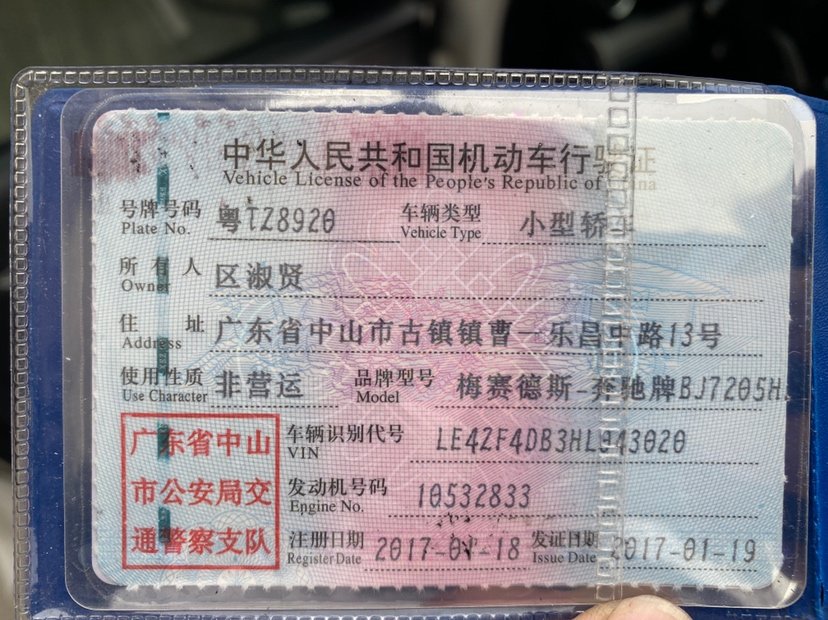 中华人民共和国机动车行驶证
Vehicle License of the People's Republic of China
号牌号码 粤TZ8920 车辆类型 小型轿车
Plate No. Vehicle Type
所有人 区淑贤
Owner
住址 广东省中山市古镇镇曹一乐昌中路13号
Address
使用性质 非营运 品牌型号 梅赛德斯-奔驰牌BJ7205H
Use Character Model
广东省中山
市公安局交
通警察支队
车辆识别代号
VIN
发动机号码 10532833
Engine No.
注册日期 2017-01-18 发证日期 2017-01-19
Register Date Issue Date